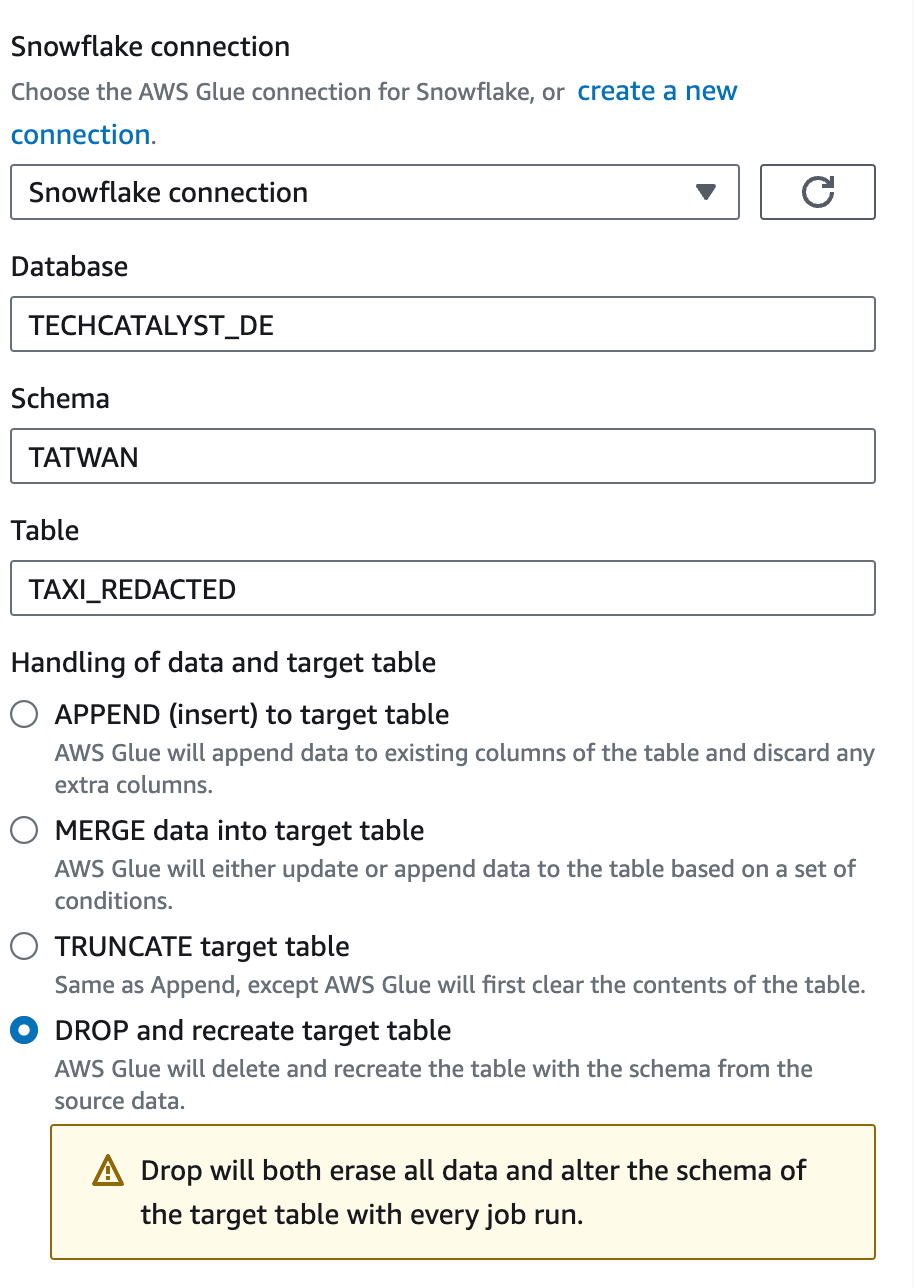 Snowflake connection
Choose the AWS Glue connection for Snowflake, or create a new
connection.
Snowflake connection
Database
TECHCATALYST_DE
Schema
TATWAN
Table
TAXI_REDACTED
Handling of data and target table
APPEND (insert) to target table
AWS Glue will append data to existing columns of the table and discard any
extra columns.
MERGE data into target table
AWS Glue will either update or append data to the table based on a set of
conditions.
TRUNCATE target table
Same as Append, except AWS Glue will first clear the contents of the table.
DROP and recreate target table
AWS Glue will delete and recreate the table with the schema from the
source data.
Drop will both erase all data and alter the schema of
the target table with every job run.